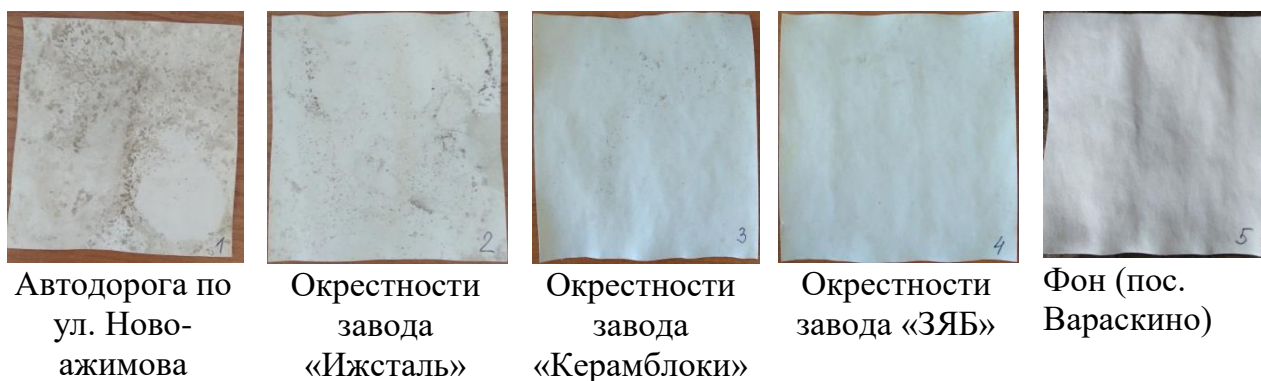 1
2
3
4
5
Автодорога по
ул. Ново-
ажимова
Окрестности
завода
«Ижсталь»
Окрестности
завода
«Керамблоки»
Окрестности
завода «ЗЯБ»
Фон (пос.
Вараскино)